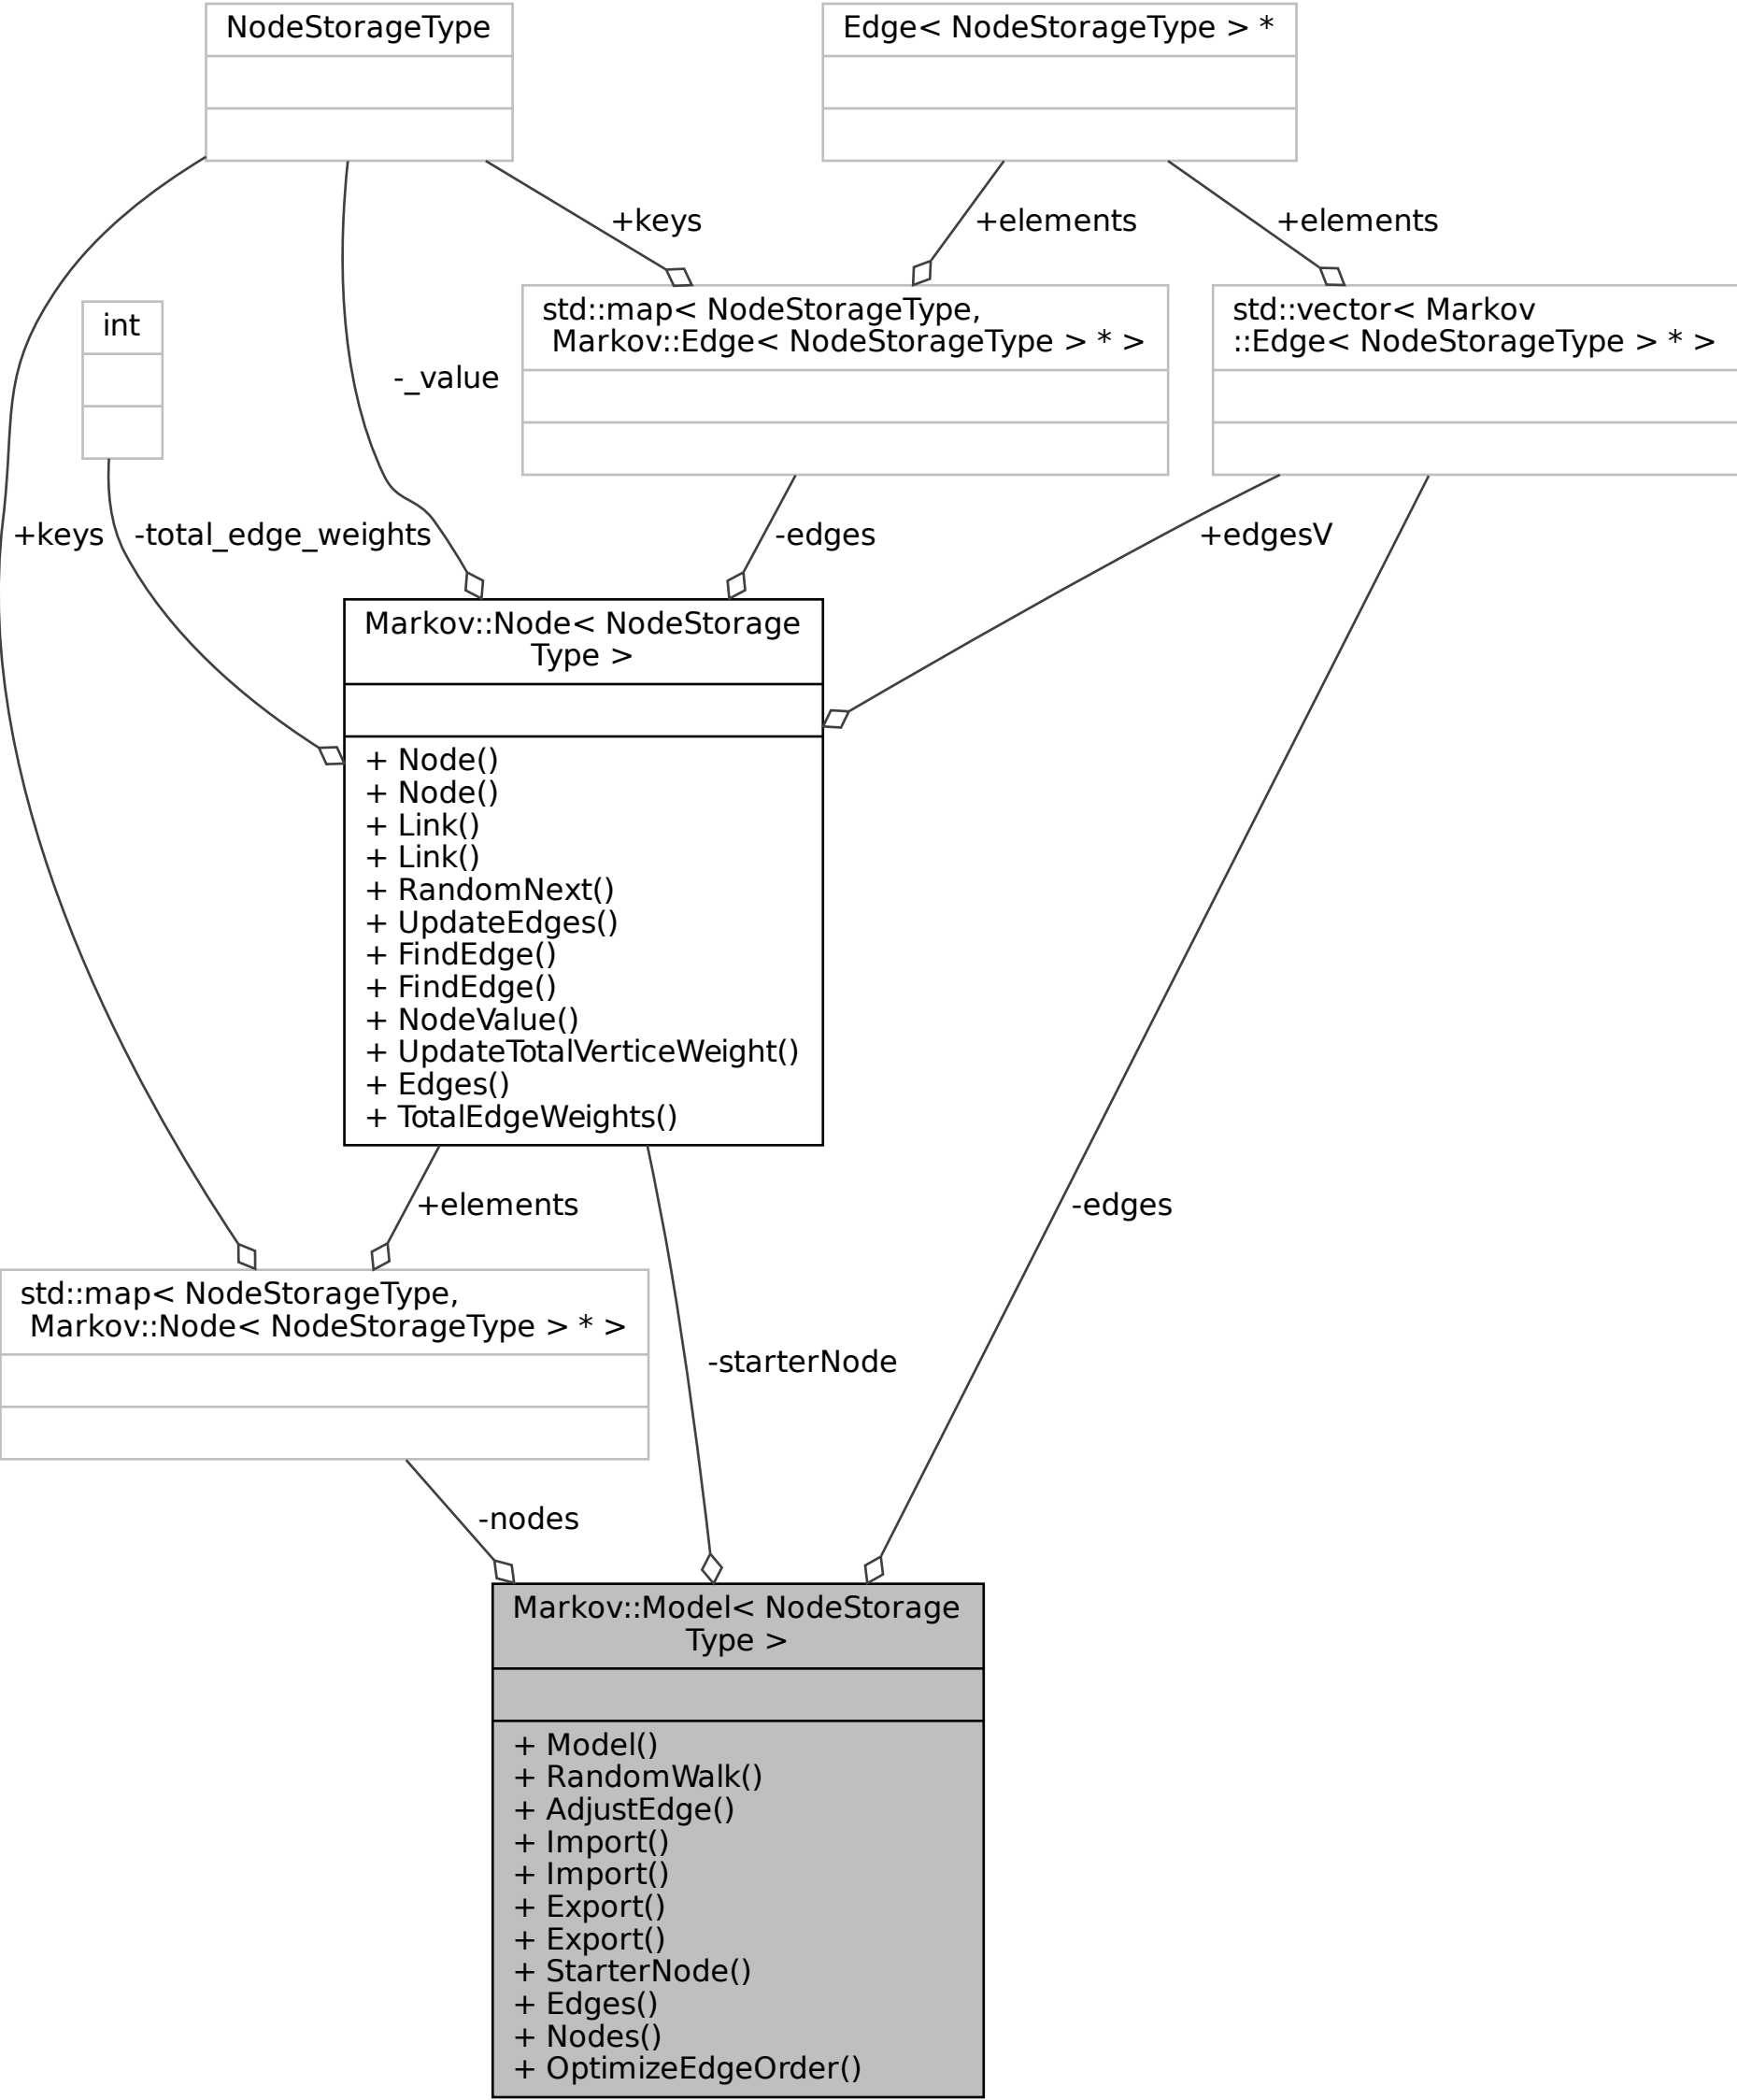 NodeStorageType
Edge< NodeStorageType > *
+keys
+elements
+elements
int
std::map< NodeStorageType,
Markov::Edge< NodeStorageType > * >
std::vector< Markov
::Edge< NodeStorageType > * >
-_value
+keys
-total_edge_weights
-edges
+edgesV
Markov::Node< NodeStorage
Type >
+ Node()
+ Node()
+ Link()
+ Link()
+ RandomNext()
+ UpdateEdges()
+ FindEdge()
+ FindEdge()
+ NodeValue()
+ UpdateTotalVerticeWeight()
+ Edges()
+ TotalEdgeWeights()
+elements
-edges
std::map< NodeStorageType,
Markov::Node< NodeStorageType > * >
-starterNode
-nodes
Markov::Model< NodeStorage
Type >
+ Model()
+ RandomWalk()
+ AdjustEdge()
+ Import()
+ Import()
+ Export()
+ Export()
+ StarterNode()
+ Edges()
+ Nodes()
+ OptimizeEdgeOrder()